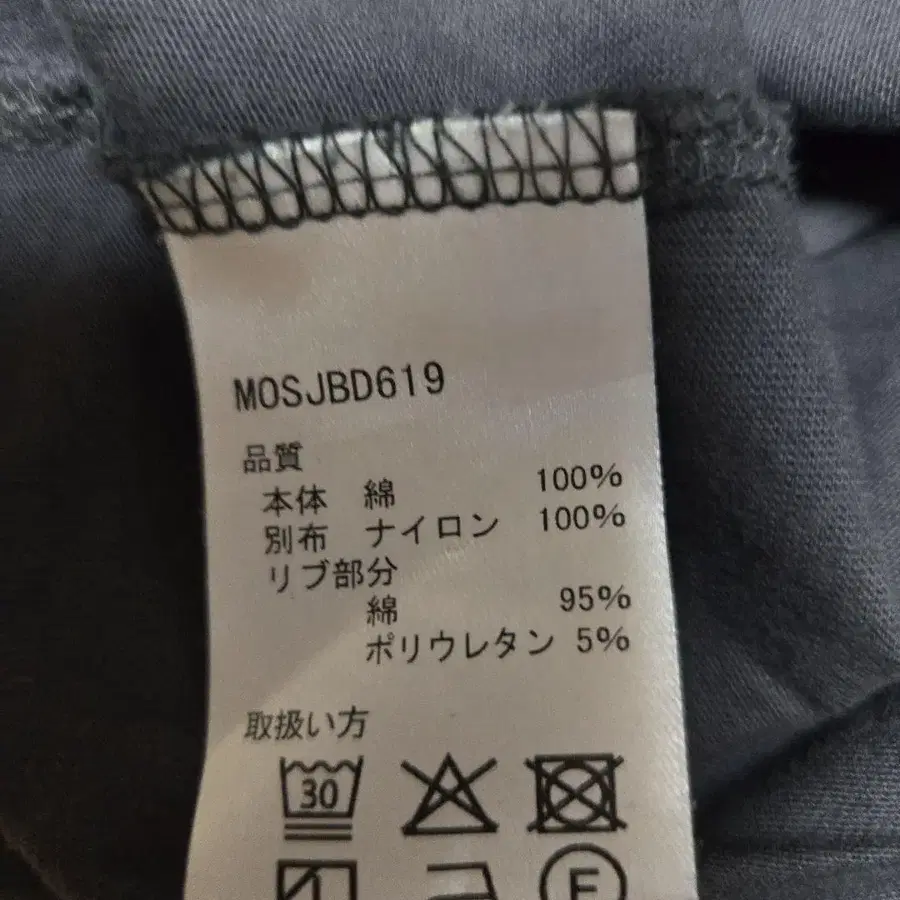 MOSJBD619
品質
本体 綿 100%
別布 ナイロン 100%
リブ部分
綿 95%
ポリウレタン 5%
取扱い方
30
F